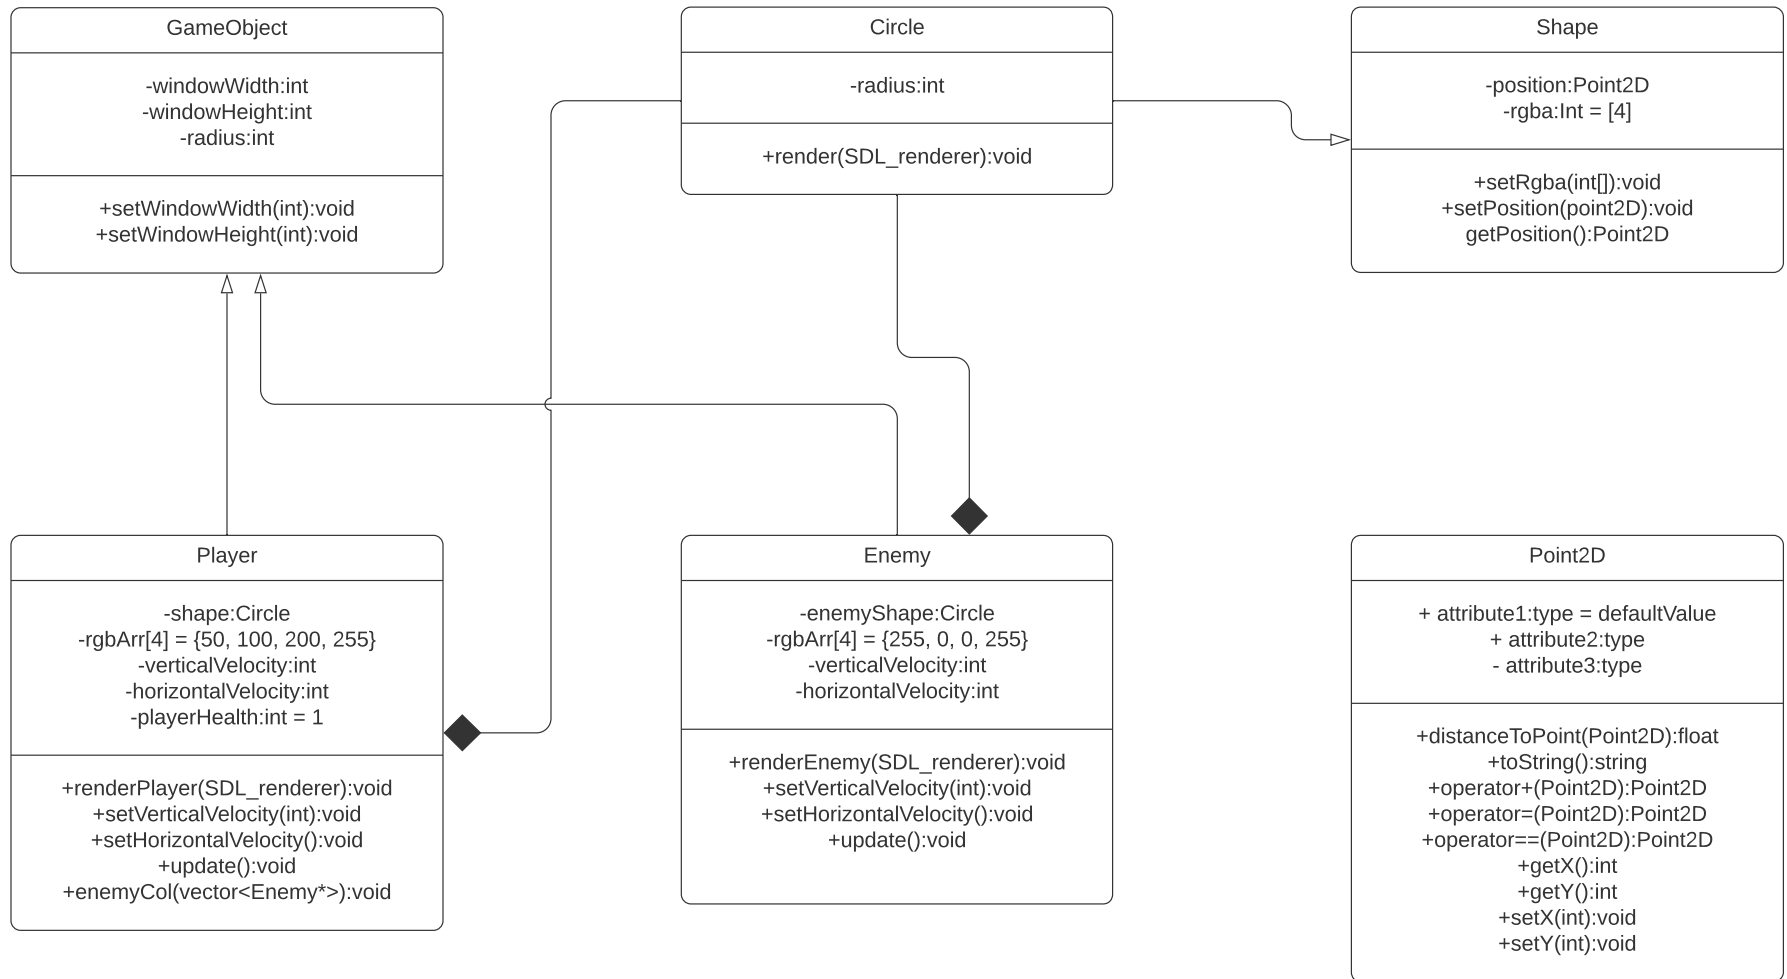 GameObject
-windowWidth:int
-windowHeight:int
-radius:int
+setWindowWidth(int):void
+setWindowHeight(int):void
Circle
-radius:int
+render(SDL_renderer):void
Shape
-position:Point2D
-rgba:Int = [4]
+setRgba(int[]):void
+setPosition(point2D):void
getPosition():Point2D
Player
-shape:Circle
-rgbArr[4] = {50, 100, 200, 255}
-verticalVelocity:int
-horizontalVelocity:int
-playerHealth:int = 1
+renderPlayer(SDL_renderer):void
+setVerticalVelocity(int):void
+setHorizontalVelocity():void
+update():void
+enemyCol(vector<Enemy*>):void
Enemy
-enemyShape:Circle
-rgbArr[4] = {255, 0, 0, 255}
-verticalVelocity:int
-horizontalVelocity:int
+renderEnemy(SDL_renderer):void
+setVerticalVelocity(int):void
+setHorizontalVelocity():void
+update():void
Point2D
+ attribute1:type = defaultValue
+ attribute2:type
- attribute3:type
+distanceToPoint(Point2D):float
+toString():string
+operator+(Point2D):Point2D
+operator=(Point2D):Point2D
+operator==(Point2D):Point2D
+getX():int
+getY():int
+setX(int):void
+setY(int):void